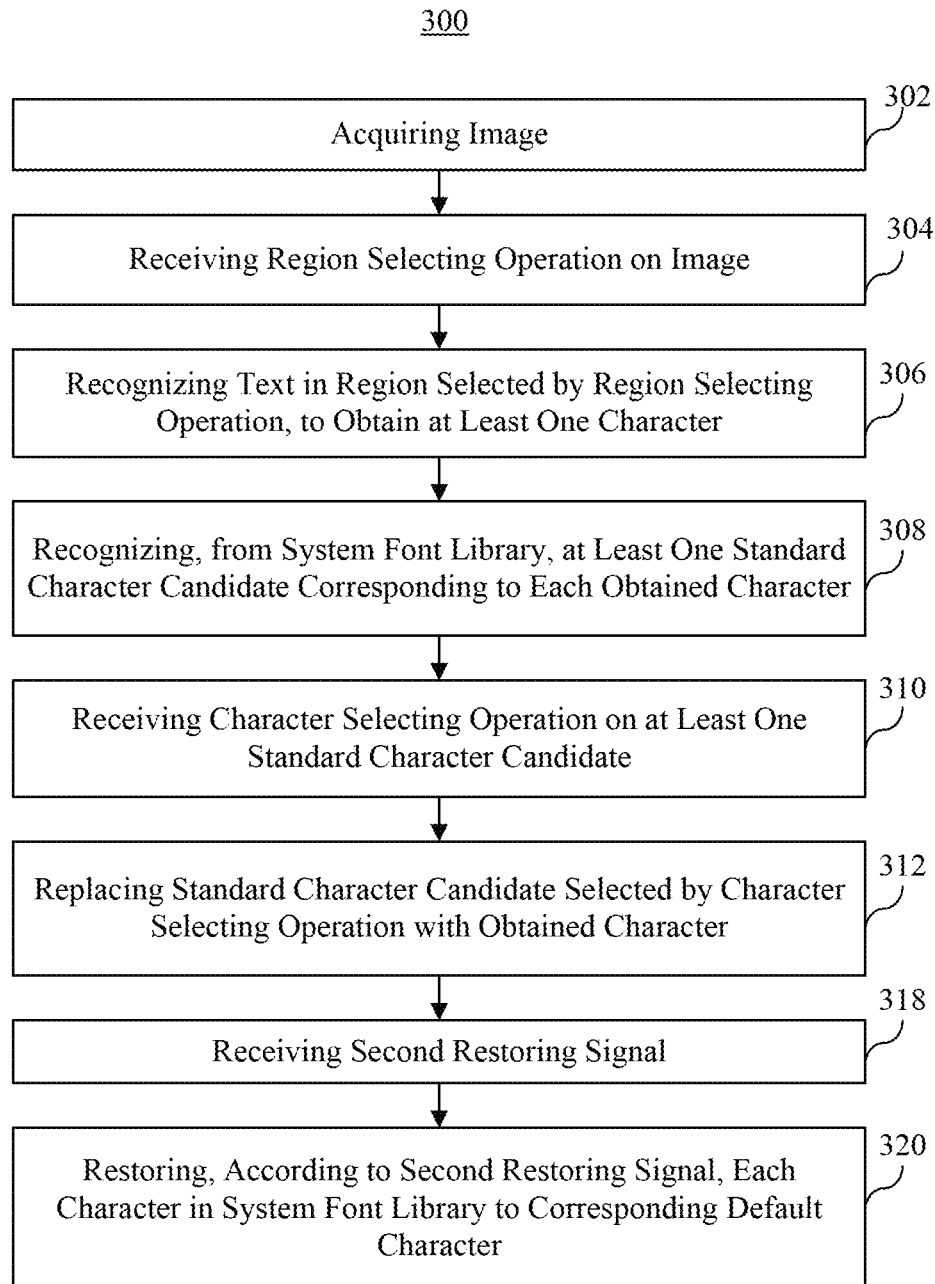 300
302
Acquiring Image
304
Receiving Region Selecting Operation on Image
306
Recognizing Text in Region Selected by Region Selecting
Operation, to Obtain at Least One Character
308
Recognizing, from System Font Library, at Least One Standard
Character Candidate Corresponding to Each Obtained Character
310
Receiving Character Selecting Operation on at Least One
Standard Character Candidate
312
Replacing Standard Character Candidate Selected by Character
Selecting Operation with Obtained Character
318
Receiving Second Restoring Signal
320
Restoring, According to Second Restoring Signal, Each
Character in System Font Library to Corresponding Default
Character